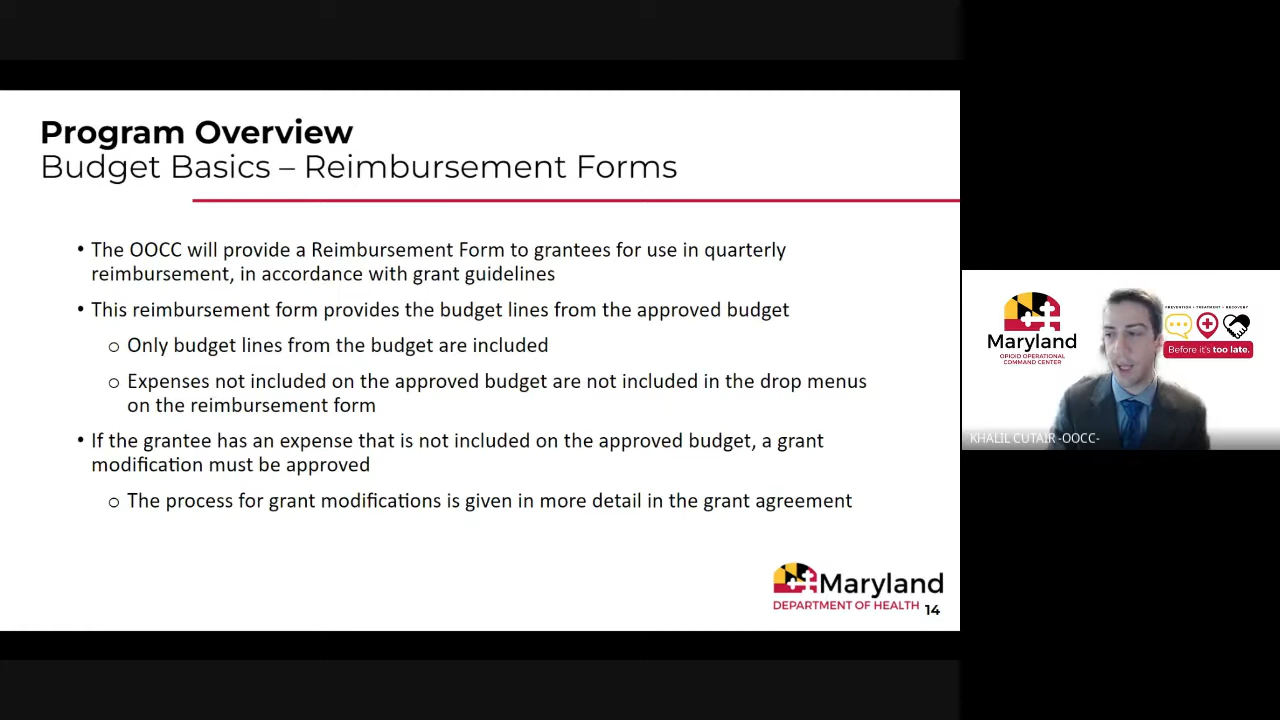 Program Overview
Budget Basics – Reimbursement Forms
• The OOCC will provide a Reimbursement Form to grantees for use in quarterly
reimbursement, in accordance with grant guidelines
• This reimbursement form provides the budget lines from the approved budget
o Only budget lines from the budget are included
o Expenses not included on the approved budget are not included in the drop menus
on the reimbursement form
• If the grantee has an expense that is not included on the approved budget, a grant
modification must be approved
o The process for grant modifications is given in more detail in the grant agreement
Maryland
DEPARTMENT OF HEALTH
14
Maryland
OPIOID OPERATIONAL
COMMAND CENTER
PREVENTION • TREATMENT • RECOVERY
Before it's too late.
KHALIL CUTAIR -OOCC-